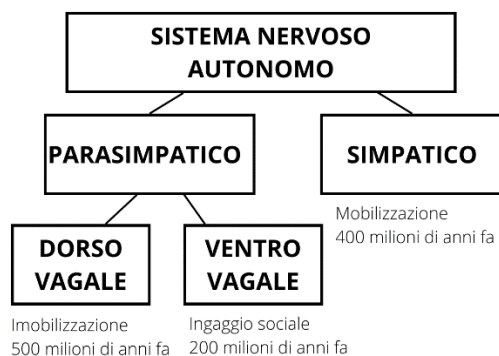 SISTEMA NERVOSO
AUTONOMO
PARASIMPATICO
SIMPATICO
Mobilizzazione
400 milioni di anni fa
DORSO
VAGALE
VENTRO
VAGALE
Imobilizzazione
500 milioni di anni fa
Ingaggio sociale
200 milioni di anni fa